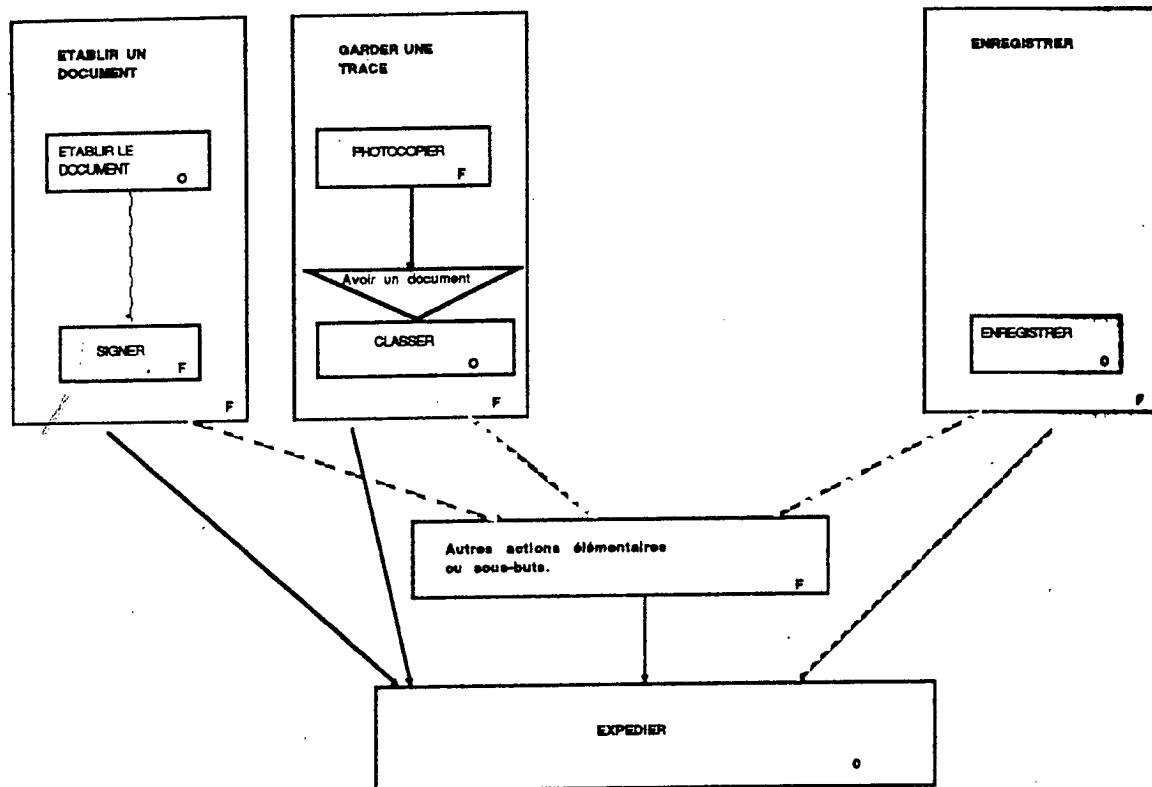 ETABLIR UN
DOCUMENT
ETABLIR LE
DOCUMENT
O
SIGNER
F
F
GARDER UNE
TRACE
PHOTOCOPIER
F
Avoir un document
CLASSER
O
F
ENREGISTRER
ENREGISTRER
O
F
Autres actions élémentaires
ou sous-buts.
F
EXPEDIER
O